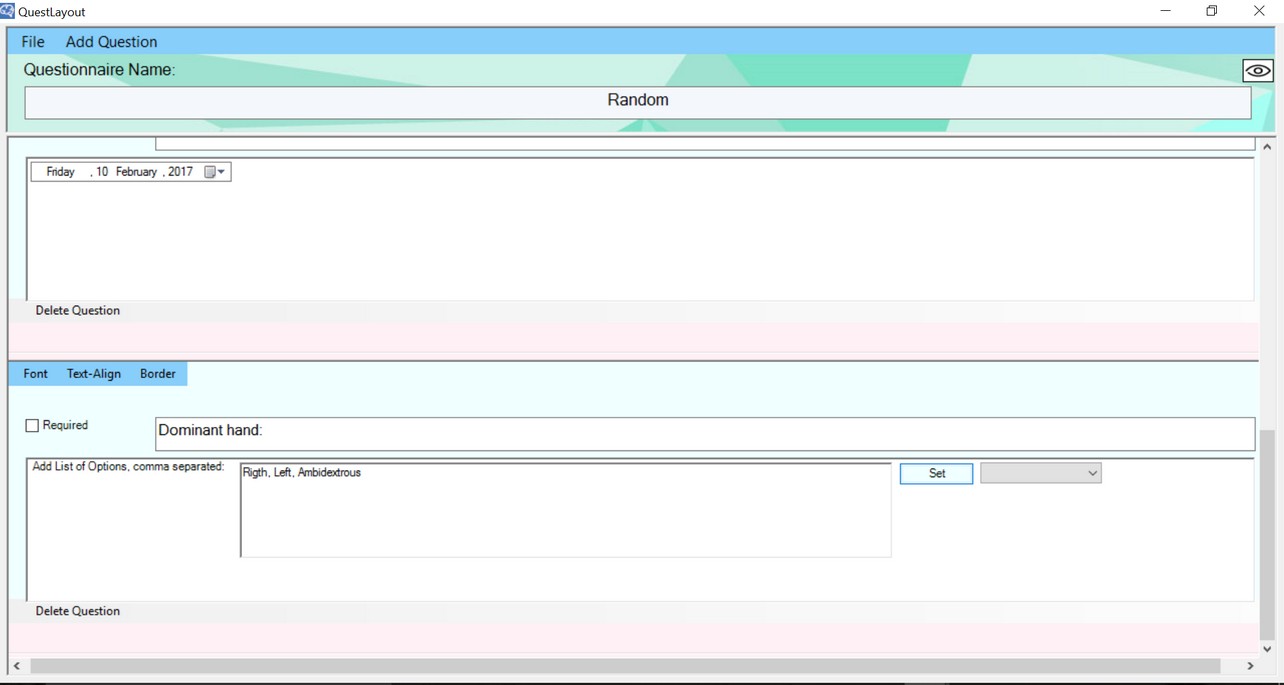 QuestLayout
File Add Question
Questionnaire Name:
Random
Friday , 10 February , 2017
Delete Question
Font Text-Align Border
Required
Dominant hand:
Add List of Options, comma separated:
Rigth, Left, Ambidextrous
Set
Delete Question